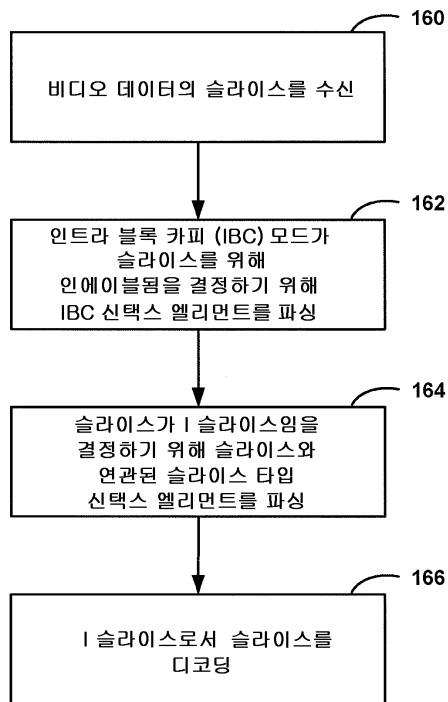 160
비디오 데이터의 슬라이스를 수신
162
인트라 블록 카피 (IBC) 모드가
슬라이스를 위해
인에이블됨을 결정하기 위해
IBC 신택스 엘리먼트를 파싱
164
슬라이스가 I 슬라이스임을
결정하기 위해 슬라이스와
연관된 슬라이스 타입
신택스 엘리먼트를 파싱
166
I 슬라이스로서 슬라이스를
디코딩